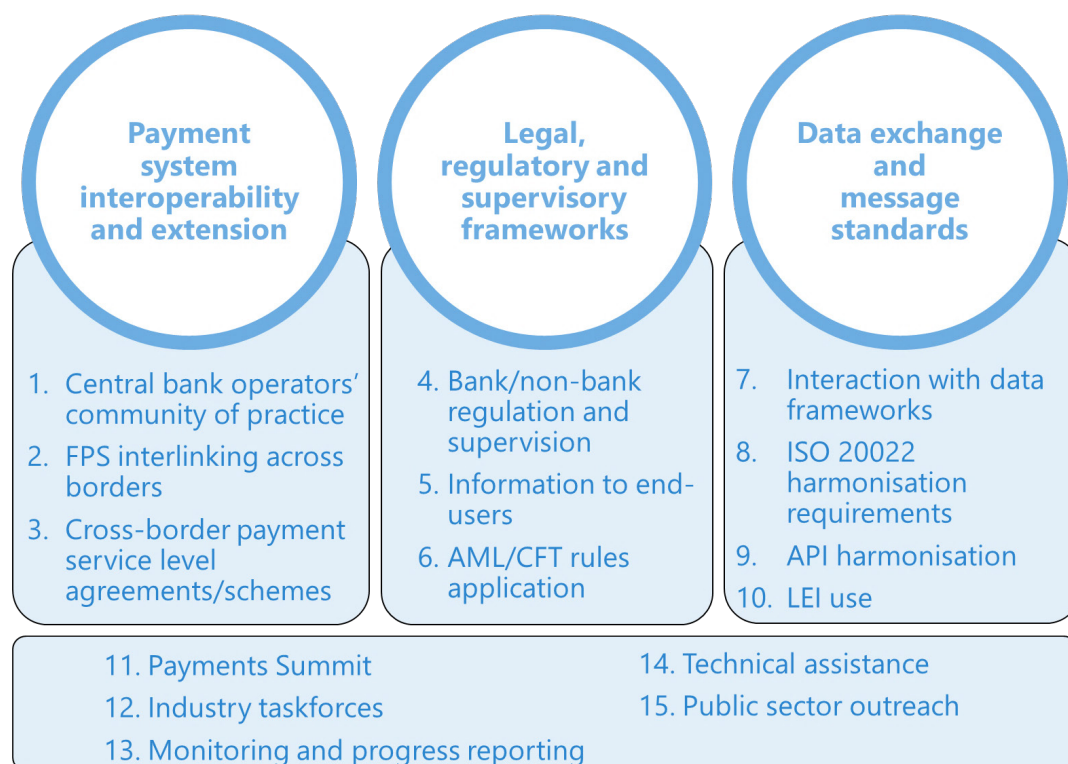 Payment
system
interoperability
and extension
1. Central bank operators’
community of practice
2. FPS interlinking across
borders
3. Cross-border payment
service level
agreements/schemes
Legal,
regulatory and
supervisory
frameworks
4. Bank/non-bank
regulation and
supervision
5. Information to end-
users
6. AML/CFT rules
application
Data exchange
and
message
standards
7. Interaction with data
frameworks
8. ISO 20022
harmonisation
requirements
9. API harmonisation
10. LEI use
11. Payments Summit
12. Industry taskforces
13. Monitoring and progress reporting
14. Technical assistance
15. Public sector outreach